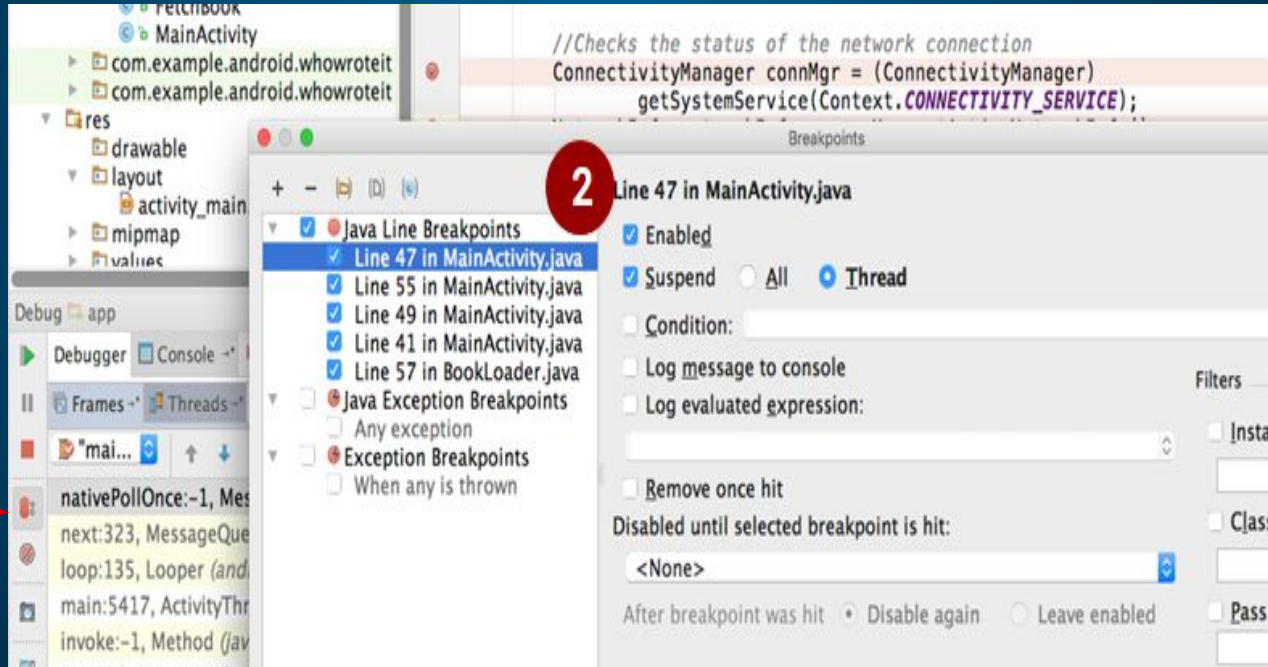 FetchBook
MainActivity
com.example.android.whowroteit
com.example.android.whowroteit
res
drawable
layout
activity_main
mipmap
values
//Checks the status of the network connection
ConnectivityManager connMgr = (ConnectivityManager)
getSystemService(Context.CONNECTIVITY_SERVICE);
Breakpoints
2
Java Line Breakpoints
Line 47 in MainActivity.java
Line 55 in MainActivity.java
Line 49 in MainActivity.java
Line 41 in MainActivity.java
Line 57 in BookLoader.java
Java Exception Breakpoints
Any exception
Exception Breakpoints
When any is thrown
Line 47 in MainActivity.java
Enabled
Suspend All Thread
Condition:
Log message to console
Log evaluated expression:
Remove once hit
Disabled until selected breakpoint is hit:
<None>
After breakpoint was hit Disable again Leave enabled
Filters
Insta
Class
Pass
Debug app
Debugger Console
Frames Threads
"mai...
nativePollOnce:-1, Mes
next:323, MessageQue
loop:135, Looper (and
main:5417, ActivityThr
invoke:-1, Method (jav